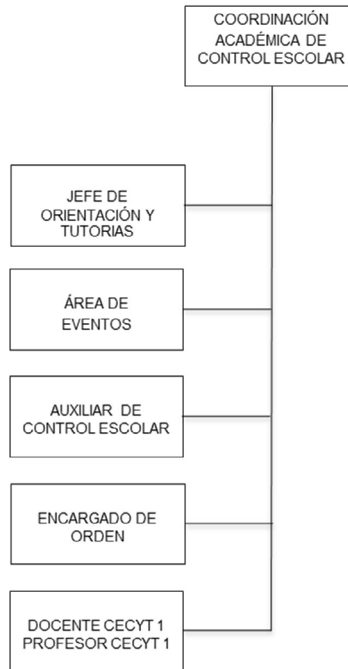 COORDINACIÓN
ACADÉMICA DE
CONTROL ESCOLAR
JEFE DE
ORIENTACIÓN Y
TUTORIAS
ÁREA DE
EVENTOS
AUXILIAR DE
CONTROL ESCOLAR
ENCARGADO DE
ORDEN
DOCENTE CECYT 1
PROFESOR CECYT 1